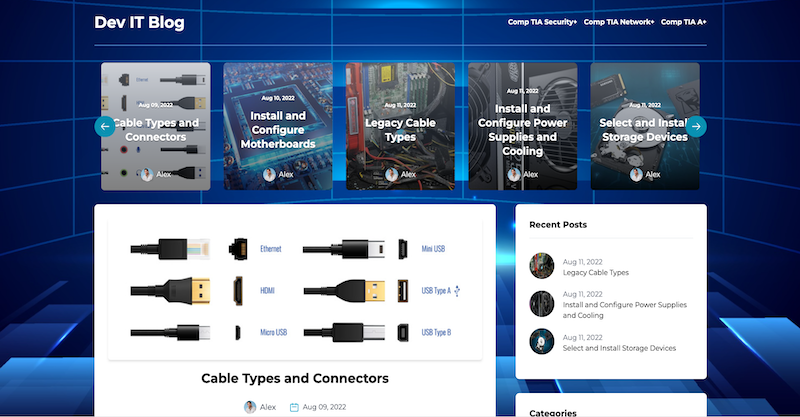 Dev IT Blog
Comp TIA Security+ Comp TIA Network+ Comp TIA A+
Aug 09, 2022
Cable Types and
Connectors
Alex
Aug 10, 2022
Install and
Configure
Motherboards
Alex
Aug 11, 2022
Legacy Cable
Types
Alex
Aug 11, 2022
Install and
Configure Power
Supplies and
Cooling
Alex
Aug 11, 2022
Select and Install
Storage Devices
Alex
Ethernet
Mini USB
HDMI
USB Type A
Micro USB
USB Type B
Cable Types and Connectors
Alex Aug 09, 2022
Recent Posts
Aug 11, 2022
Legacy Cable Types
Aug 11, 2022
Install and Configure Power Supplies
and Cooling
Aug 11, 2022
Select and Install Storage Devices
Categories